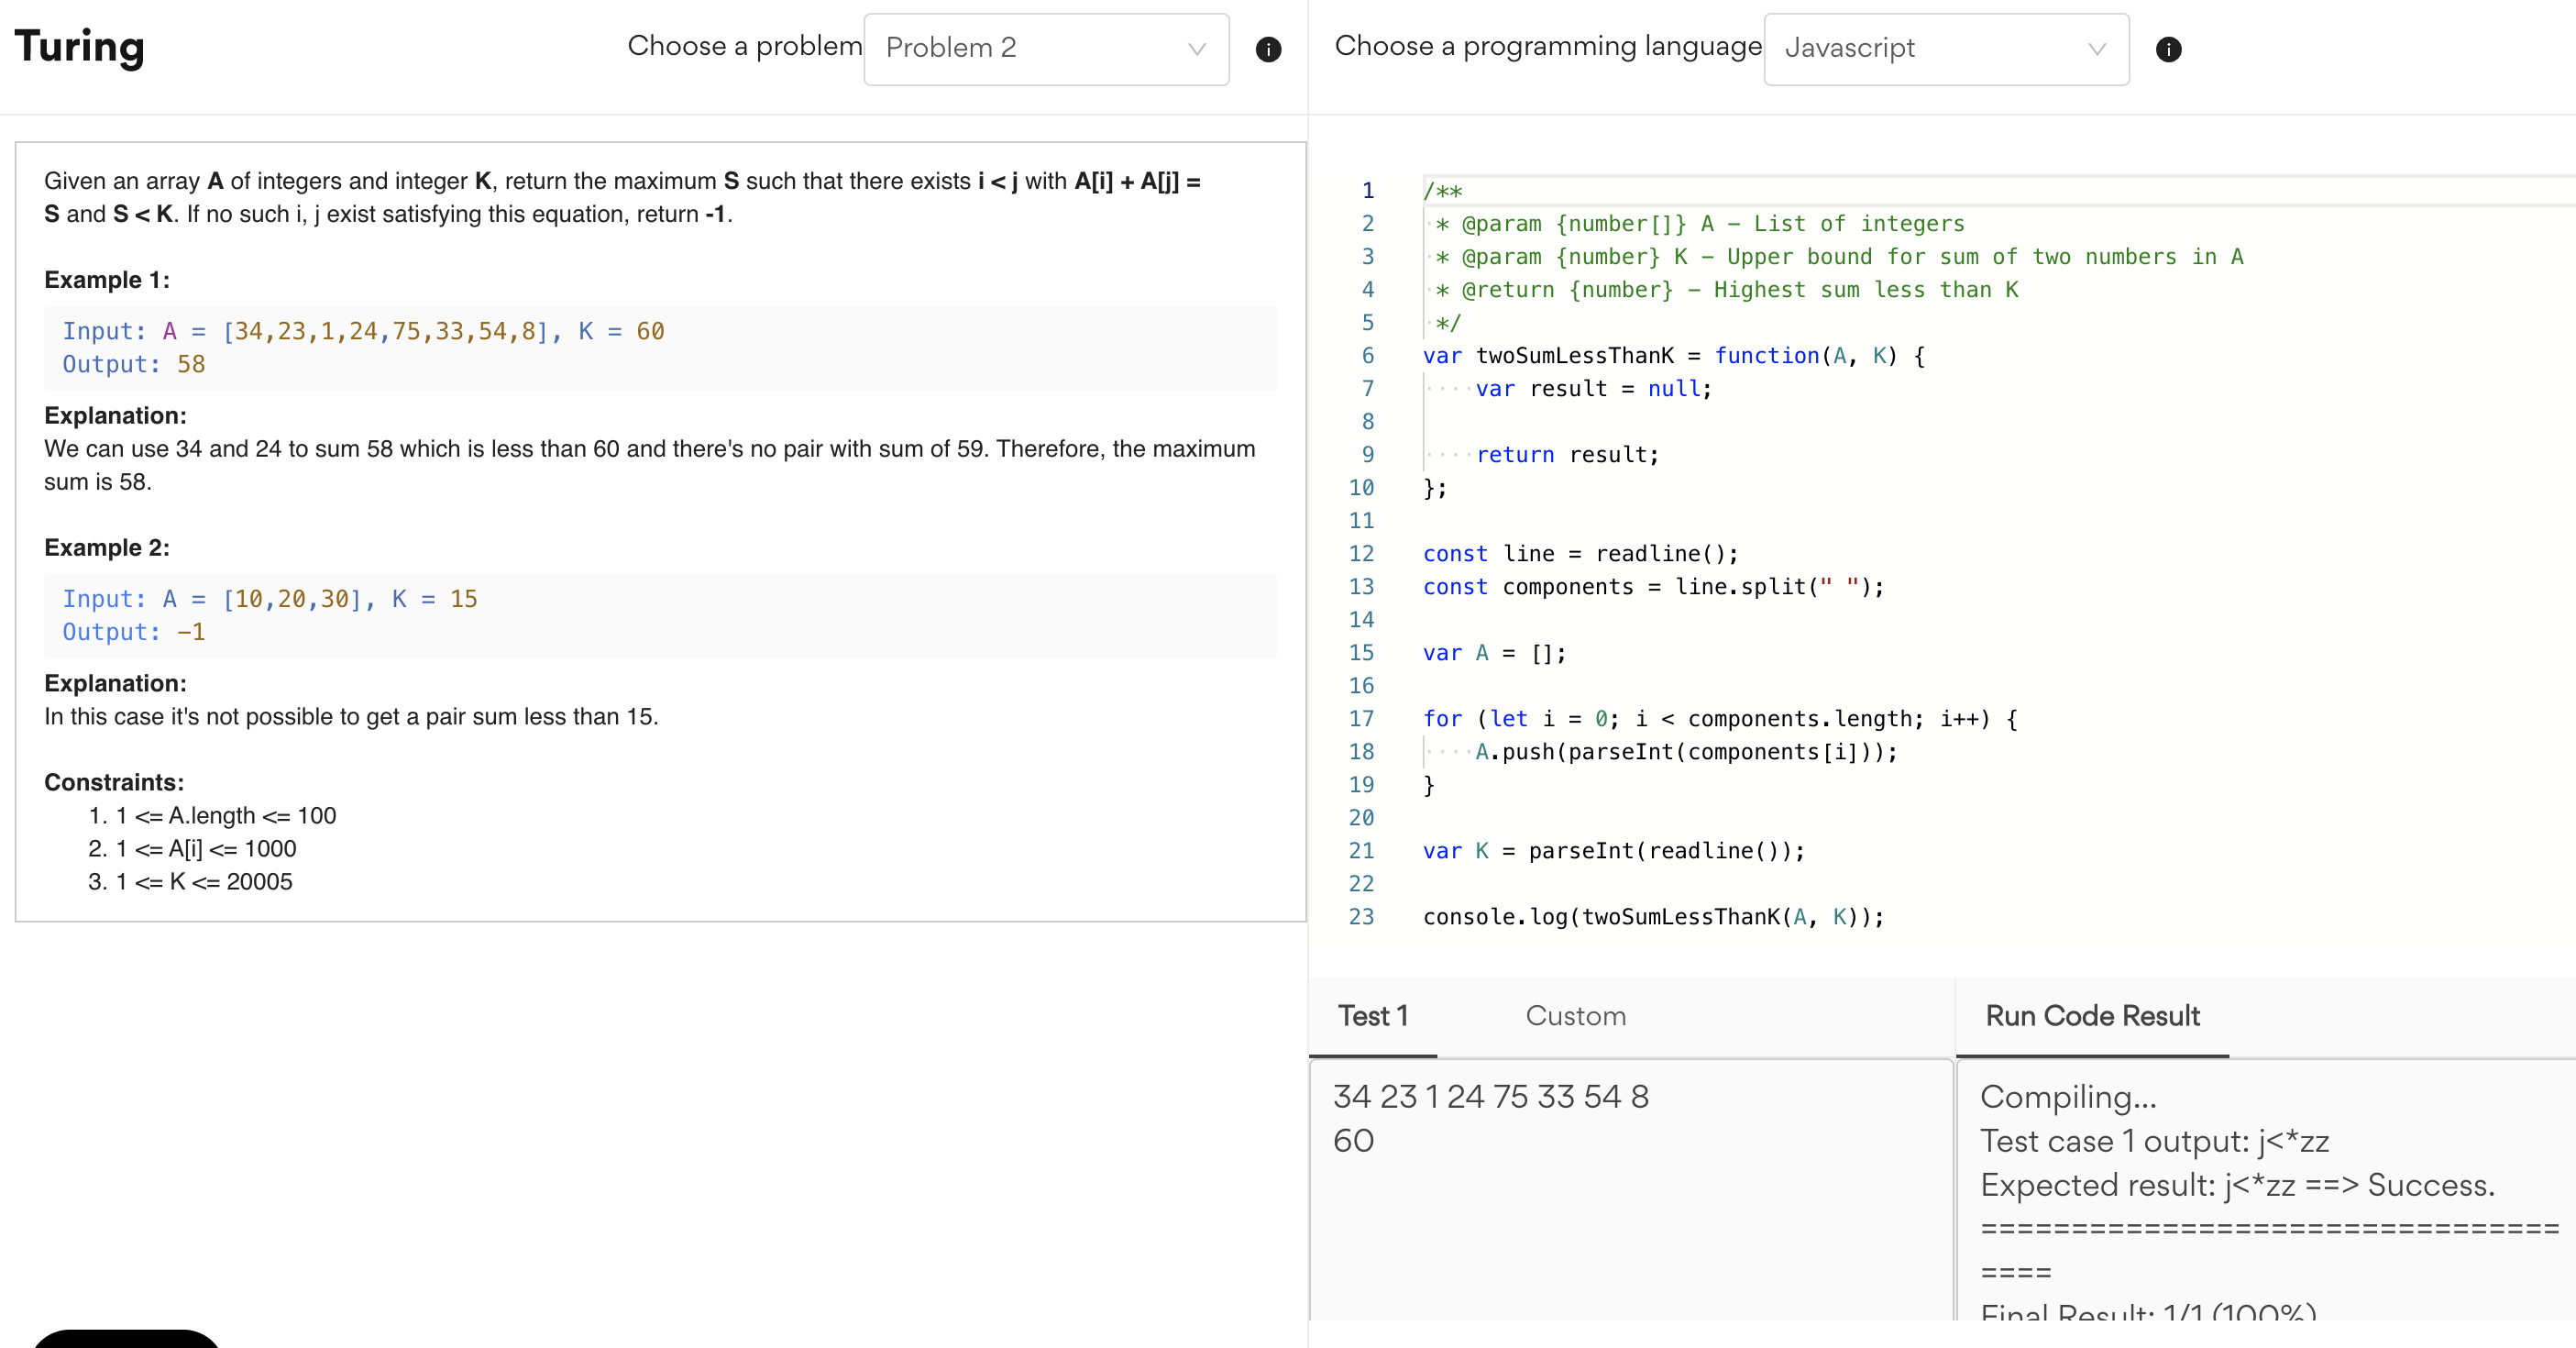 Turing
Choose a problem
Problem 2
Choose a programming language
Javascript
Given an array A of integers and integer K, return the maximum S such that there exists i < j with A[i] + A[j] =
S and S < K. If no such i, j exist satisfying this equation, return -1.
Example 1:
Input: A = [34,23,1,24,75,33,54,8], K = 60
Output: 58
Explanation:
We can use 34 and 24 to sum 58 which is less than 60 and there's no pair with sum of 59. Therefore, the maximum
sum is 58.
Example 2:
Input: A = [10,20,30], K = 15
Output: -1
Explanation:
In this case it's not possible to get a pair sum less than 15.
Constraints:
1. 1 <= A.length <= 100
2. 1 <= A[i] <= 1000
3. 1 <= K <= 20005
1 /**
2  * @param {number[]} A - List of integers
3  * @param {number} K - Upper bound for sum of two numbers in A
4  * @return {number} - Highest sum less than K
5  */
6 var twoSumLessThanK = function(A, K) {
7     var result = null;
8
9     return result;
10 };
11
12 const line = readline();
13 const components = line.split(" ");
14
15 var A = [];
16
17 for (let i = 0; i < components.length; i++) {
18     A.push(parseInt(components[i]));
19 }
20
21 var K = parseInt(readline());
22
23 console.log(twoSumLessThanK(A, K));
Test 1
Custom
34 23 1 24 75 33 54 8
60
Run Code Result
Compiling...
Test case 1 output: j<*zz
Expected result: j<*zz ==> Success.
================================
====
Final Result: 1/1 (100%)